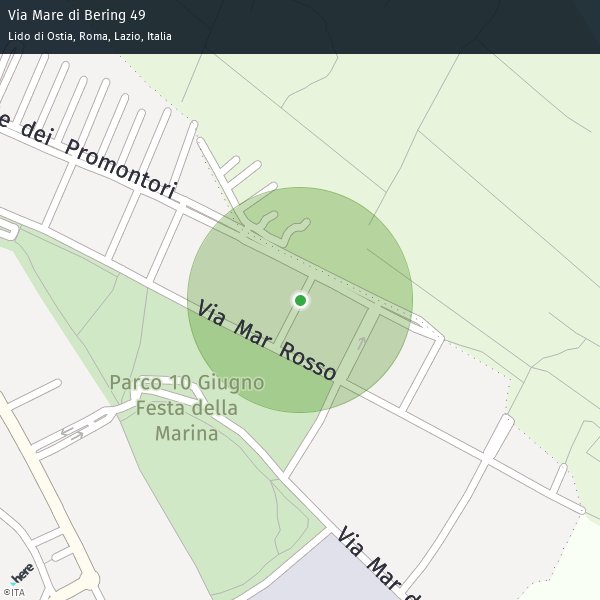 Via Mare di Bering 49
Lido di Ostia, Roma, Lazio, Italia
e dei Promontori
Via Mar Rosso
Parco 10 Giugno
Festa della
Marina
Via Mar d
here
©ITA